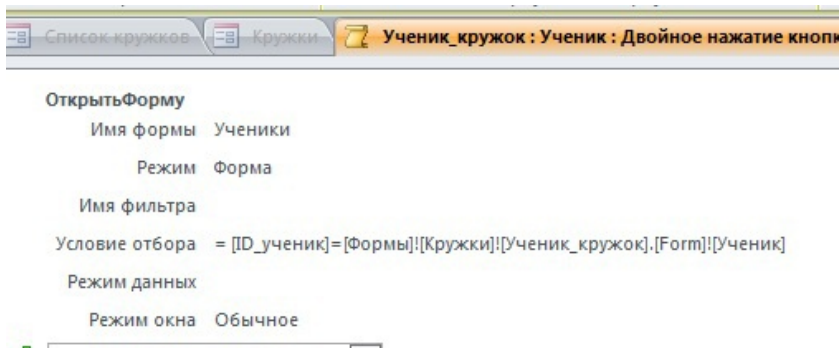 Список кружков Кружки Ученик_кружок : Ученик : Двойное нажатие кнопк
ОткрытьФорму
Имя формы Ученики
Режим Форма
Имя фильтра
Условие отбора = [ID_ученик]=[Формы]![Кружки]![Ученик_кружок].[Form]![Ученик]
Режим данных
Режим окна Обычное